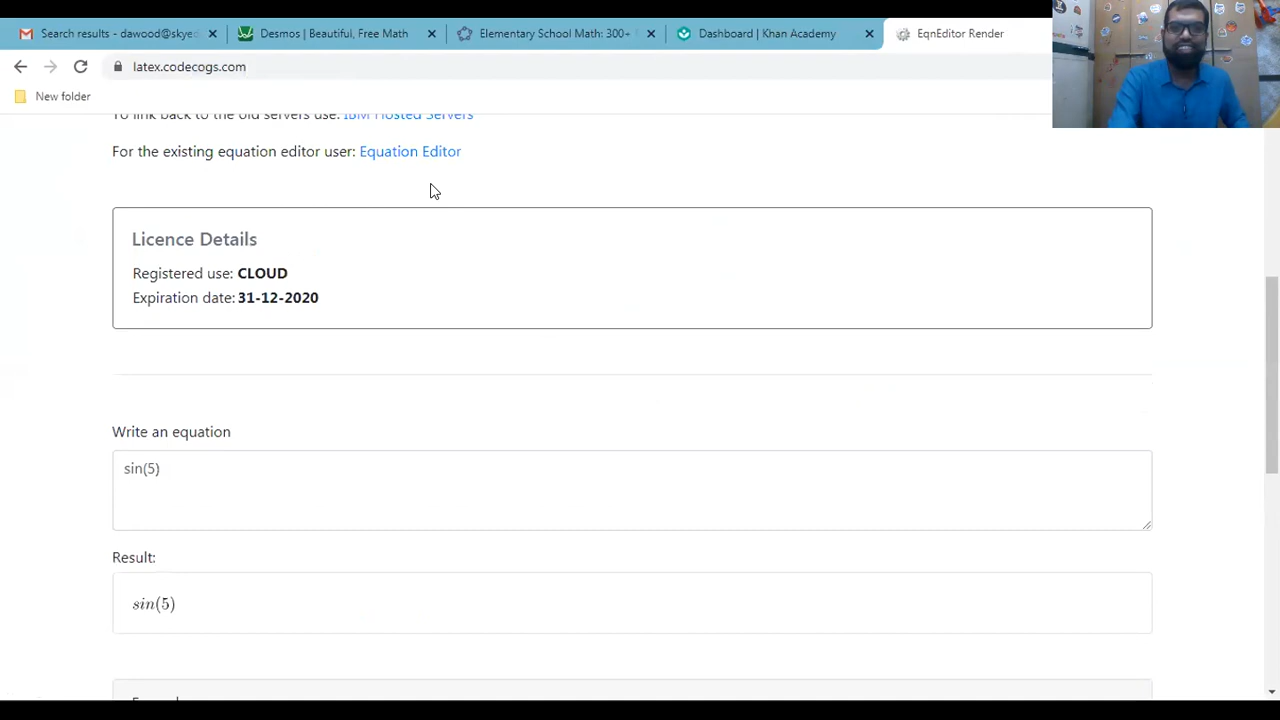 Search results - dawood@skye
Desmos | Beautiful, Free Math
Elementary School Math: 300+
Dashboard | Khan Academy
EqnEditor Render
latex.codecogs.com
New folder
To link back to the old servers use: IBM Hosted Servers
For the existing equation editor user: Equation Editor
Licence Details
Registered use: CLOUD
Expiration date: 31-12-2020
Write an equation
sin(5)
Result:
sin(5)